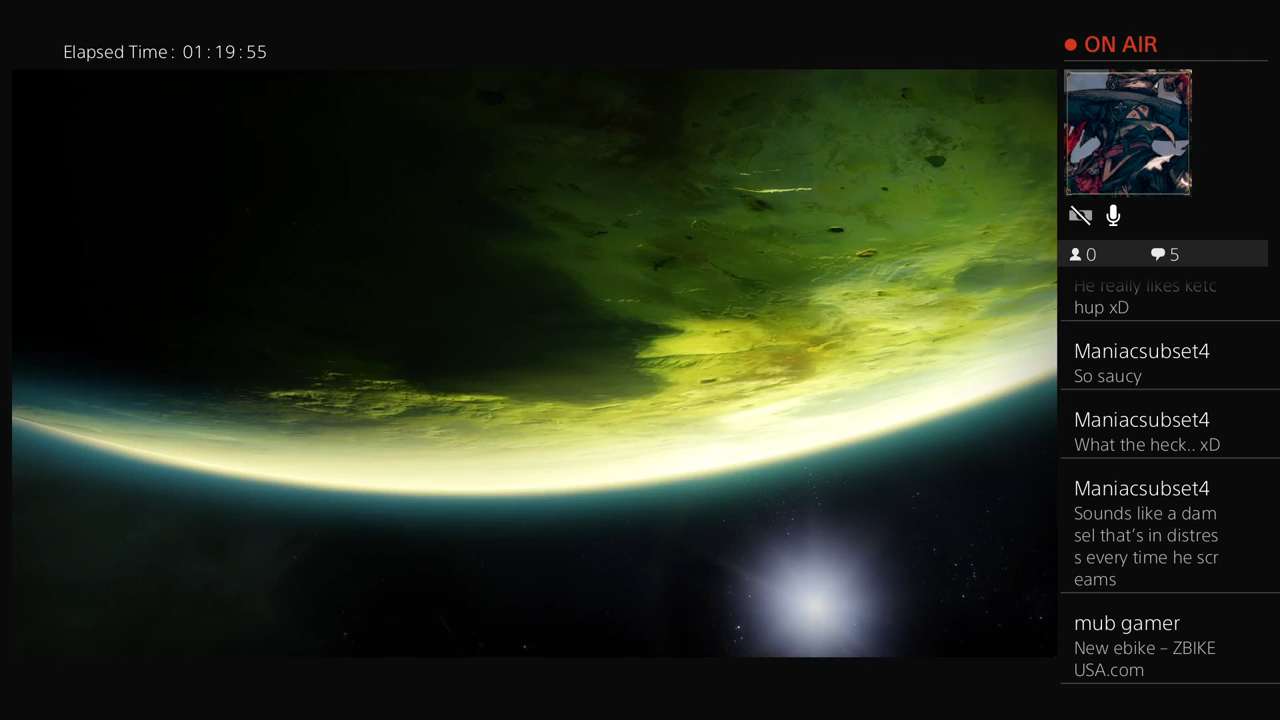 Elapsed Time: 01:19:55
ON AIR
0
5
He really likes ketc
hup xD
Maniacsubset4
So saucy
Maniacsubset4
What the heck.. xD
Maniacsubset4
Sounds like a dam
sel that's in distres
s every time he scr
eams
mub gamer
New ebike – ZBIKE
USA.com